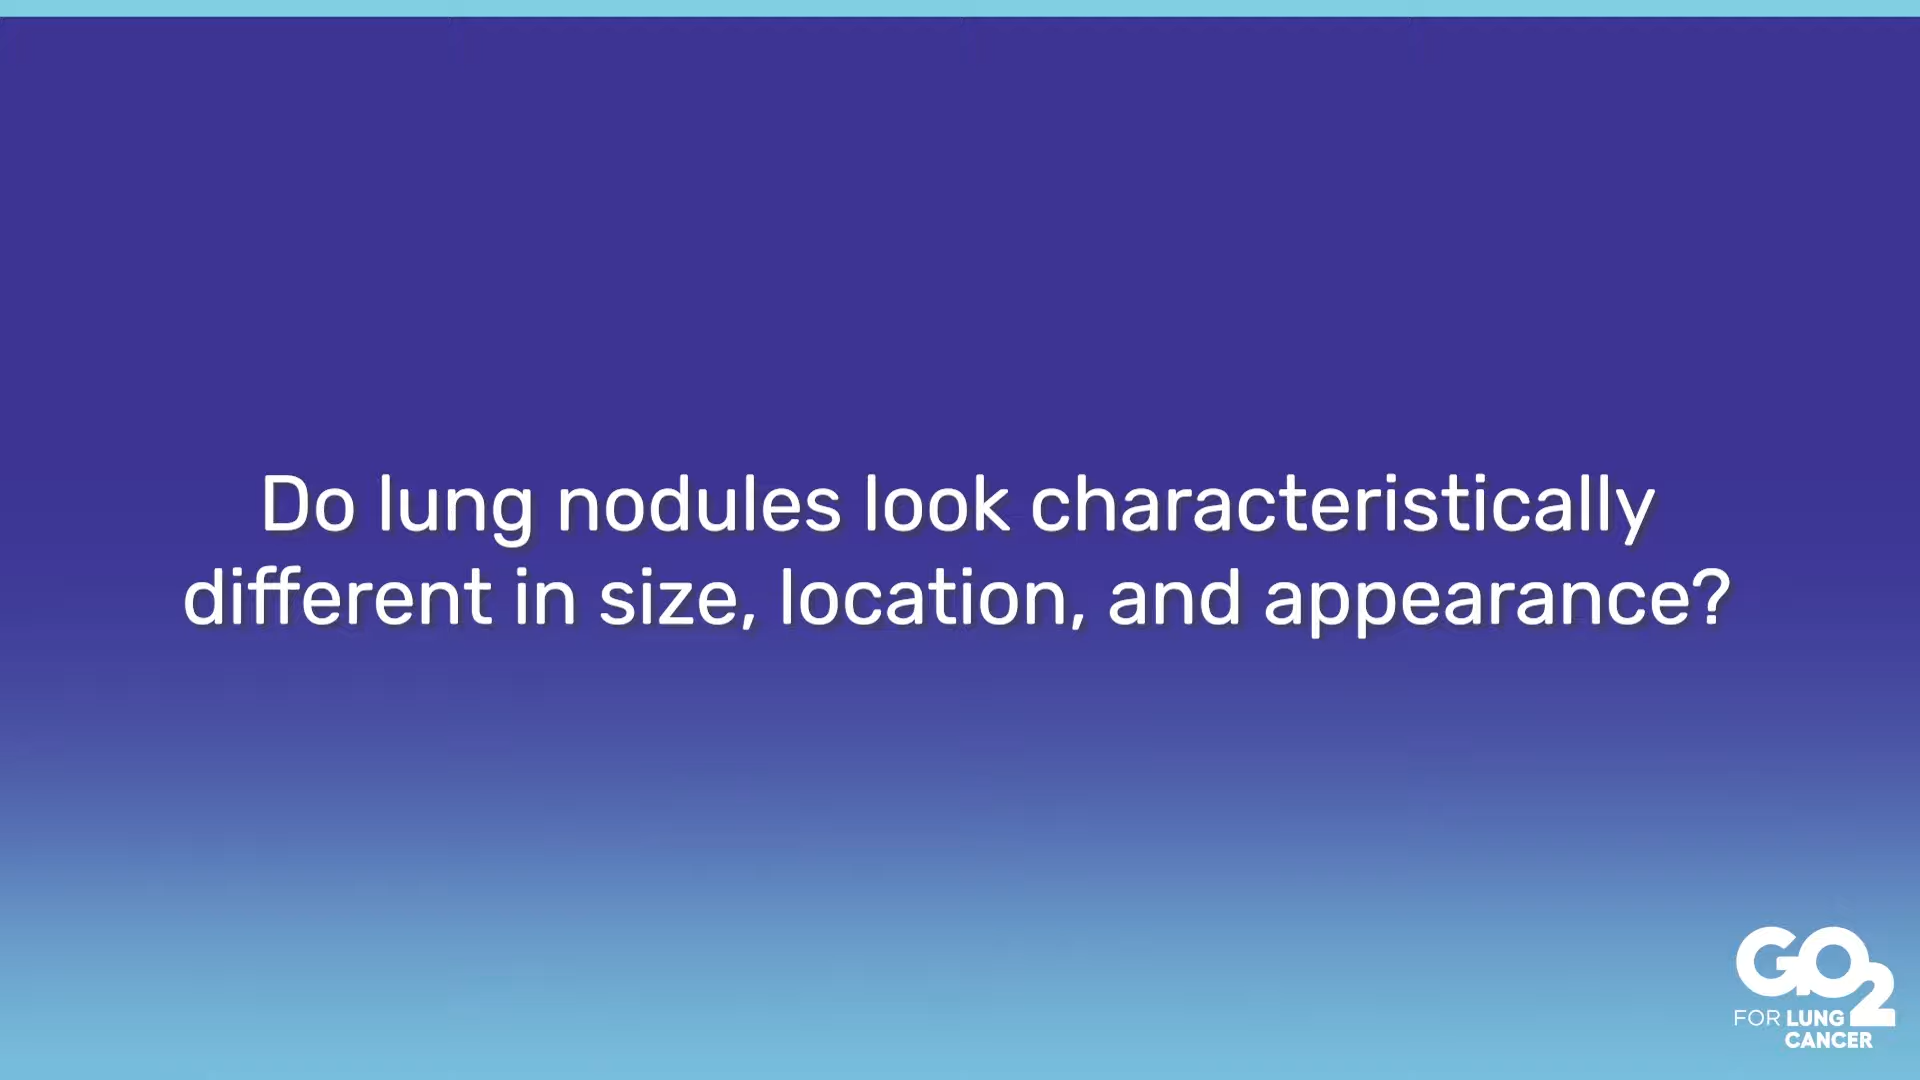 Do lung nodules look characteristically
different in size, location, and appearance?
GO2
FOR LUNG
CANCER